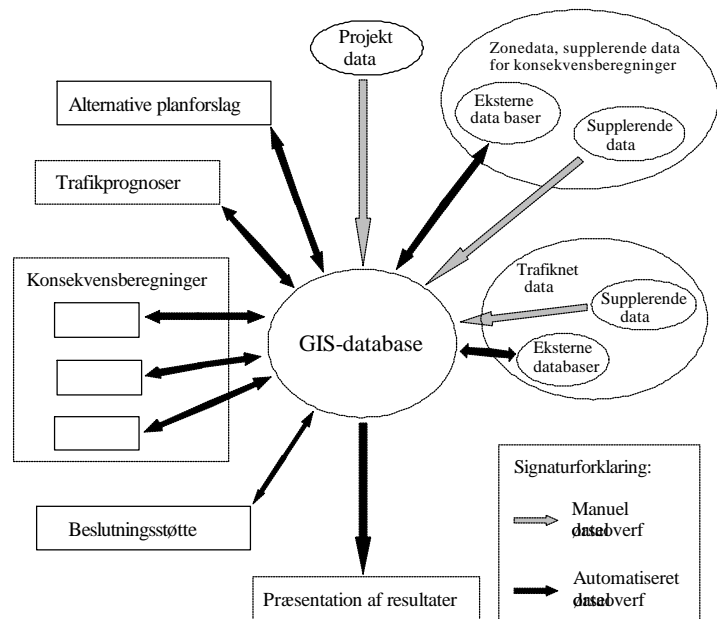 Projekt
data
Zonedata, supplerende data
for konsekvensberegninger
Eksterne
data baser
Supplerende
data
Alternative planforslag
Trafikprognoser
Konsekvensberegninger
GIS-database
Trafiknet
data
Supplerende
data
Eksterne
databaser
Beslutningsstøtte
Præsentation af resultater
Signaturforklaring:
Manuel
Automatiseret